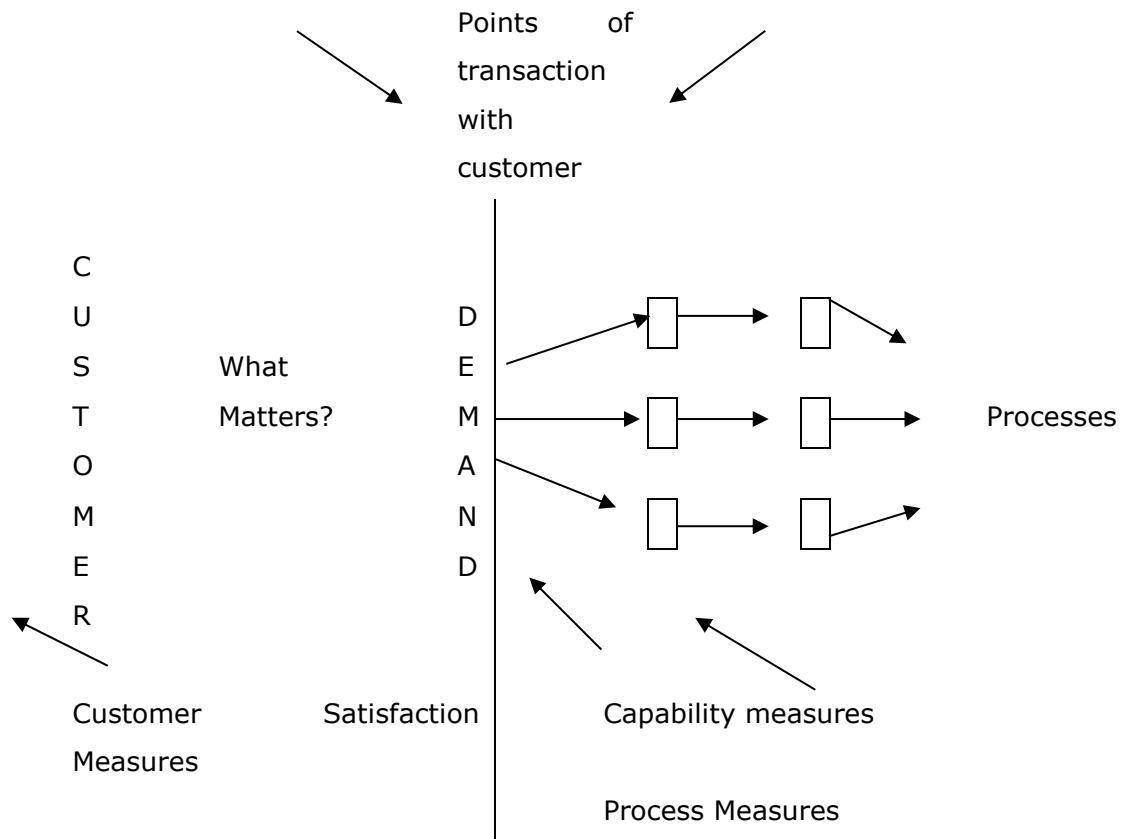 Points of
transaction
with
customer
C
U
S
T
O
M
E
R
What
Matters?
D
E
M
A
N
D
Processes
Customer Satisfaction
Measures
Capability measures
Process Measures